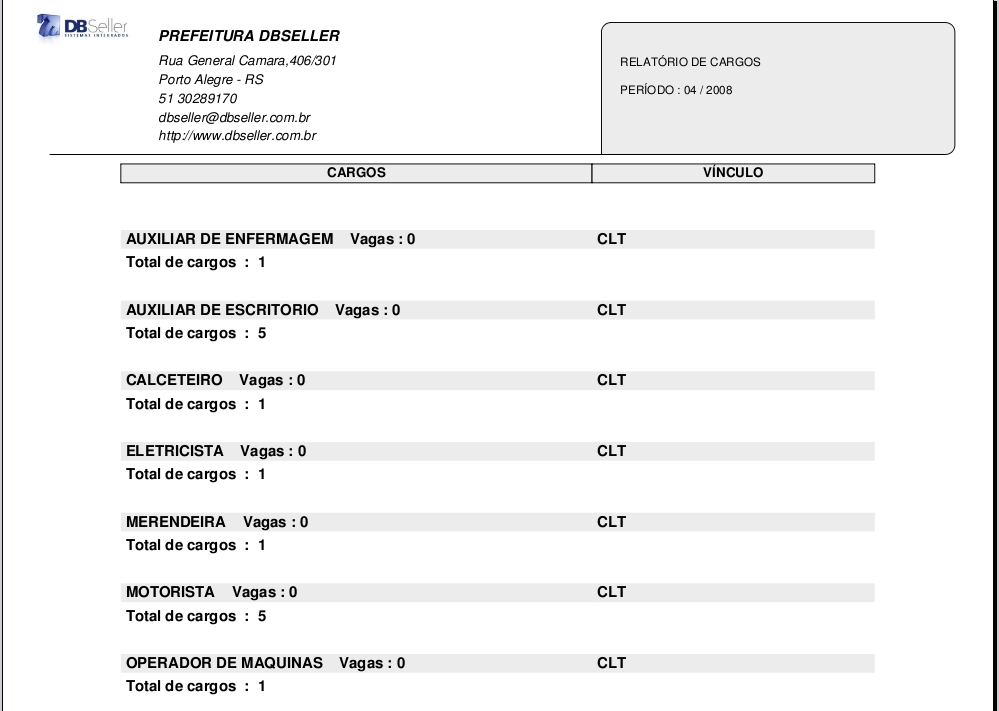 DBSeller
SISTEMAS INTEGRADOS
PREFEITURA DBSELLER
Rua General Camara,406/301
Porto Alegre - RS
51 30289170
dbseller@dbseller.com.br
http://www.dbseller.com.br
RELATÓRIO DE CARGOS
PERÍODO : 04 / 2008
CARGOS VÍNCULO
AUXILIAR DE ENFERMAGEM Vagas : 0 CLT
Total de cargos : 1
AUXILIAR DE ESCRITORIO Vagas : 0 CLT
Total de cargos : 5
CALCETEIRO Vagas : 0 CLT
Total de cargos : 1
ELETRICISTA Vagas : 0 CLT
Total de cargos : 1
MERENDEIRA Vagas : 0 CLT
Total de cargos : 1
MOTORISTA Vagas : 0 CLT
Total de cargos : 5
OPERADOR DE MAQUINAS Vagas : 0 CLT
Total de cargos : 1